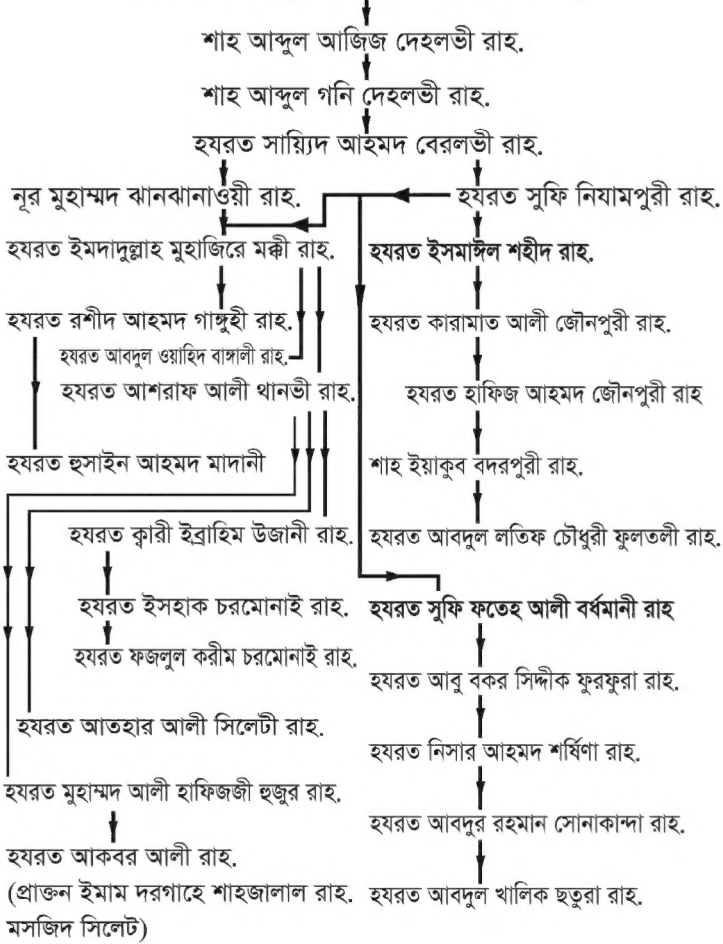 শাহ আব্দুল আজিজ দেহলভী রাহ.
শাহ আব্দুল গনি দেহলভী রাহ.
হযরত সায়্যিদ আহমদ বেরলভী রাহ.
নূর মুহাম্মদ ঝানঝানাওয়ী রাহ.
হযরত সুফি নিযামপুরী রাহ.
হযরত ইমদাদুল্লাহ মুহাজিরে মক্কী রাহ.
হযরত ইসমাঈল শহীদ রাহ.
হযরত রশীদ আহমদ গাঙ্গুহী রাহ.
হযরত কারামাত আলী জৌনপুরী রাহ.
হযরত আবদুল ওয়াহিদ বাঙ্গালী রাহ.
হযরত আশরাফ আলী থানভী রাহ.
হযরত হাফিজ আহমদ জৌনপুরী রাহ
হযরত হুসাইন আহমদ মাদানী
শাহ ইয়াকুব বদরপুরী রাহ.
হযরত ক্বারী ইব্রাহিম উজানী রাহ.
হযরত আবদুল লতিফ চৌধুরী ফুলতলী রাহ.
হযরত ইসহাক চরমোনাই রাহ.
হযরত সুফি ফতেহ আলী বর্ধমানী রাহ
হযরত ফজলুল করীম চরমোনাই রাহ.
হযরত আবু বকর সিদ্দীক ফুরফুরা রাহ.
হযরত আতহার আলী সিলেটী রাহ.
হযরত নিসার আহমদ শর্ষিণা রাহ.
হযরত মুহাম্মদ আলী হাফিজজী হুজুর রাহ.
হযরত আবদুর রহমান সোনাকান্দা রাহ.
হযরত আকবর আলী রাহ.
(প্রাক্তন ইমাম দরগাহে শাহজালাল রাহ.
হযরত আবদুল খালিক ছতুরা রাহ.
মসজিদ সিলেট)